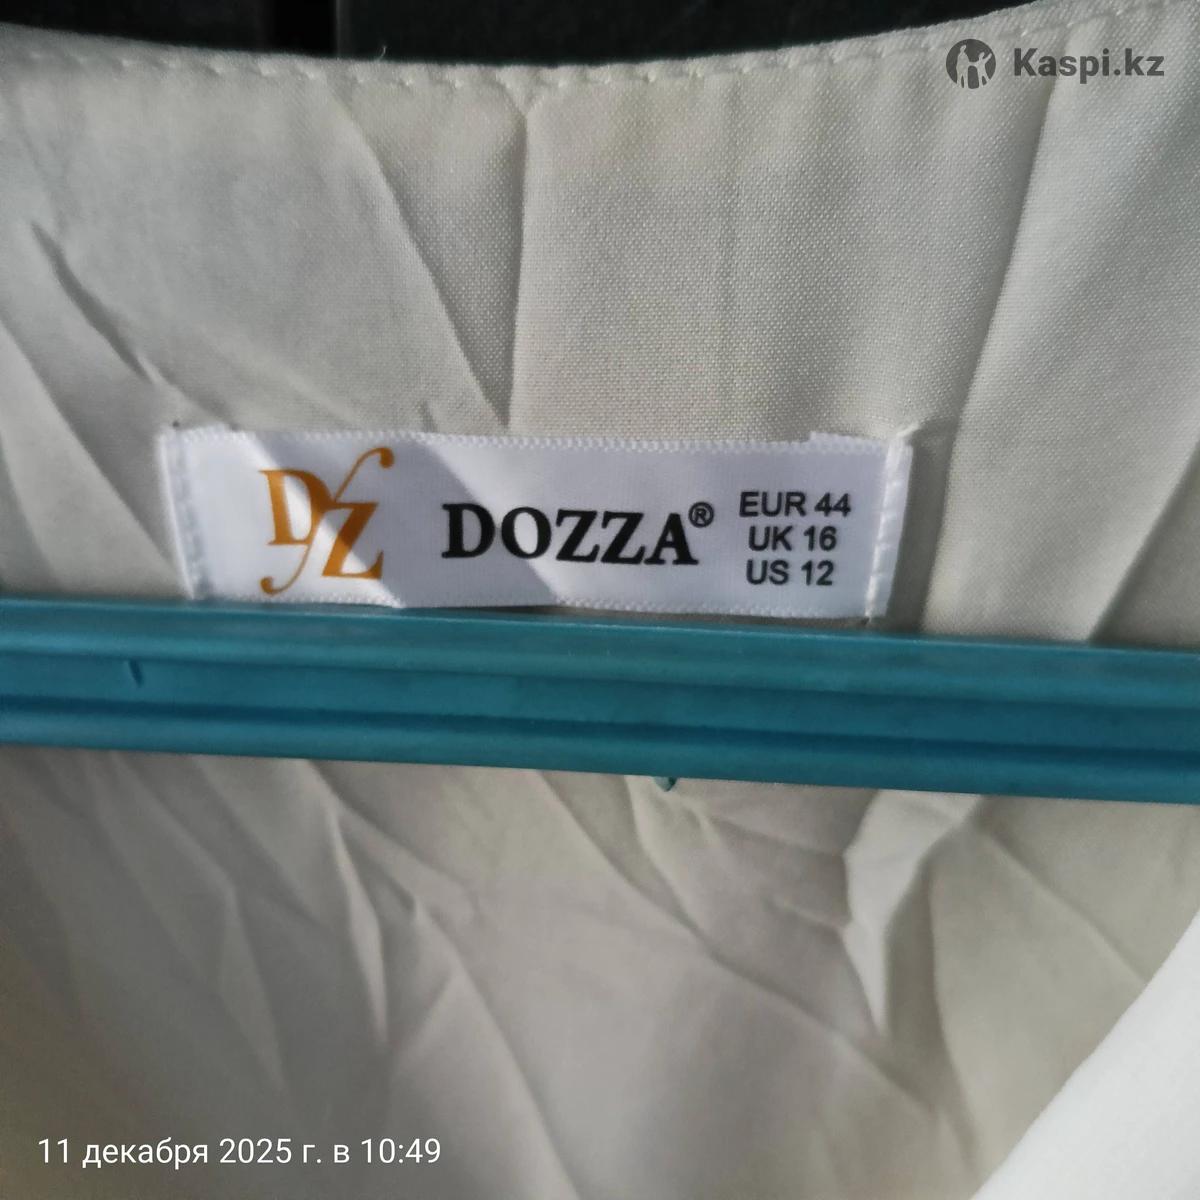 Kaspi.kz
DZ
DOZZA®
EUR 44
UK 16
US 12
11 декабря 2025 г. в 10:49